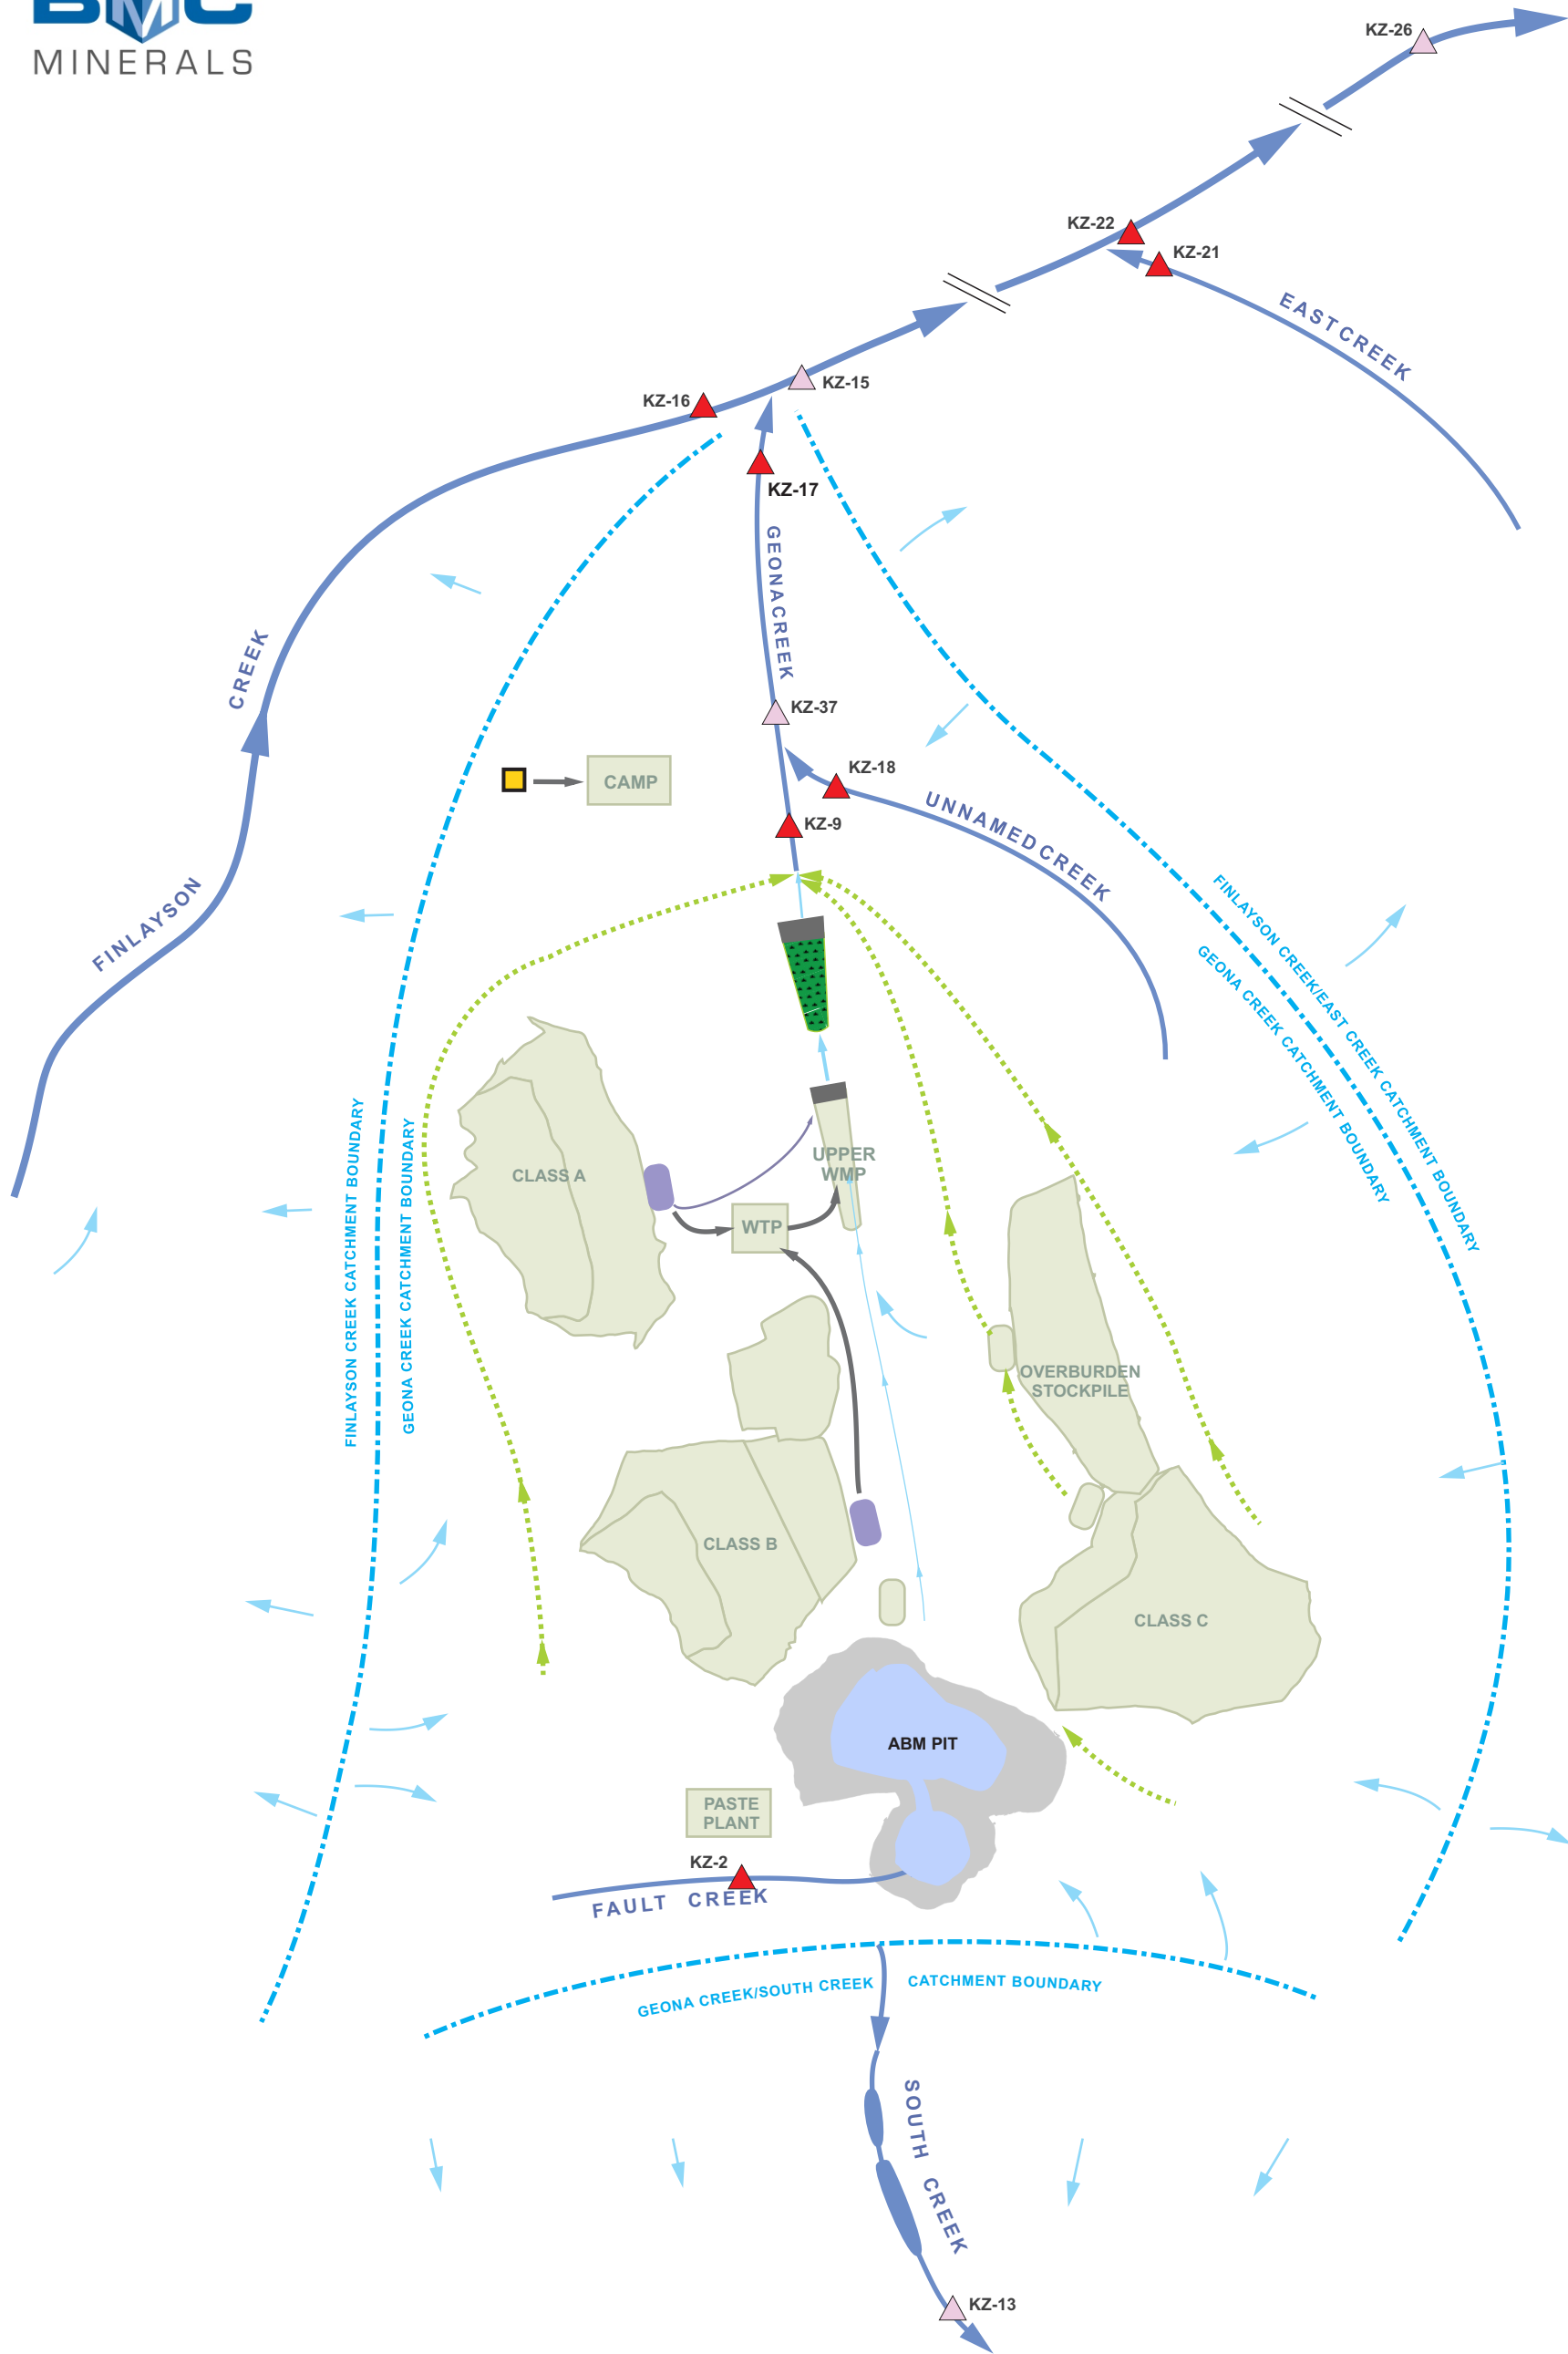 BMC
MINERALS
KZ-26
KZ-22
KZ-21
EAST CREEK
KZ-15
KZ-16
KZ-17
GEONA CREEK
FINLAYSON CREEK
KZ-37
CAMP
KZ-18
KZ-9
UNNAMED CREEK
FINLAYSON CREEK/EAST CREEK CATCHMENT BOUNDARY
GEONA CREEK CATCHMENT BOUNDARY
FINLAYSON CREEK CATCHMENT BOUNDARY
GEONA CREEK CATCHMENT BOUNDARY
CLASS A
UPPER
WMP
WTP
OVERBURDEN
STOCKPILE
CLASS B
CLASS C
ABM PIT
PASTE
PLANT
KZ-2
FAULT CREEK
GEONA CREEK/SOUTH CREEK CATCHMENT BOUNDARY
SOUTH CREEK
KZ-13